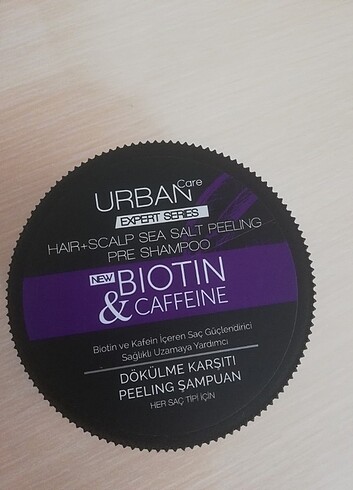 URBAN Care
EXPERT SERIES
HAIR+SCALP SEA SALT PEELING
PRE SHAMPOO
NEW BIOTIN
& CAFFEINE
Biotin ve Kafein İçeren Saç Güçlendirici
Sağlıklı Uzamaya Yardımcı
DÖKÜLME KARŞITI
PEELING ŞAMPUAN
HER SAÇ TİPİ İÇİN